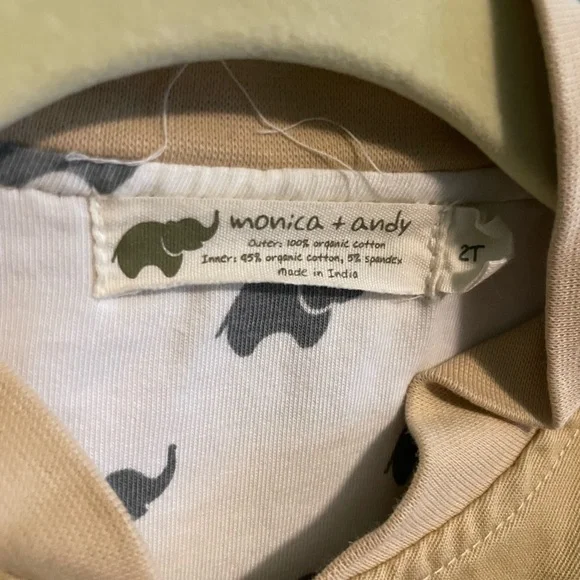 monica + andy
Outer: 100% organic cotton
Inner: 95% organic cotton, 5% spandex
Made in India
2T